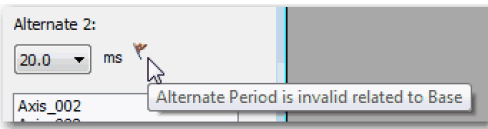 Alternate 2:
20.0 ms
Alternate Period is invalid related to Base
Axis_002